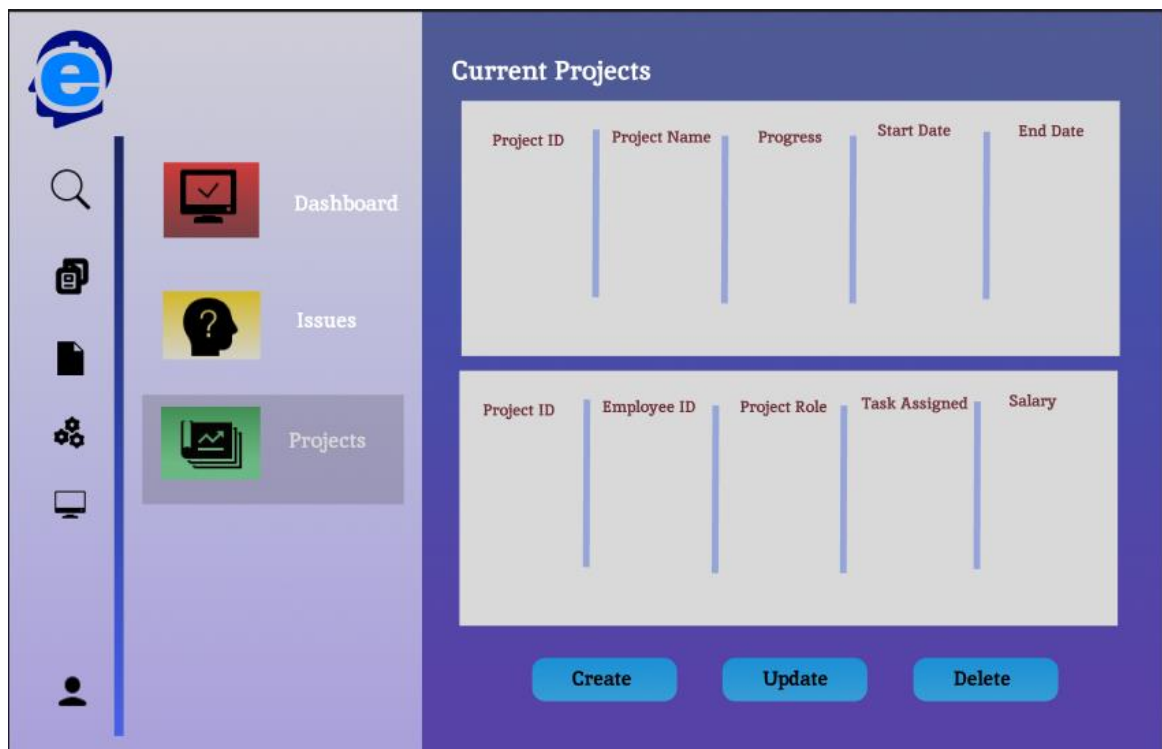 e
Current Projects
Project ID Project Name Progress Start Date End Date
Dashboard
Issues
?
Projects
Project ID Employee ID Project Role Task Assigned Salary
Create Update Delete